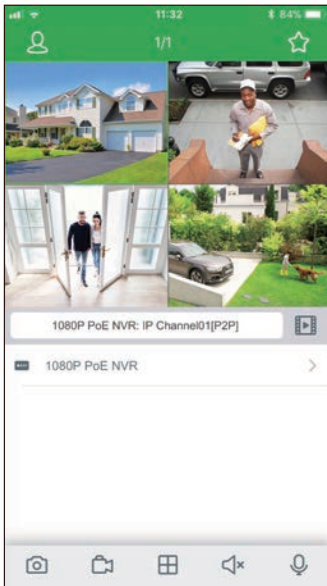 11:32
84%
1/1
1080P PoE NVR: IP Channel01[P2P]
1080P PoE NVR